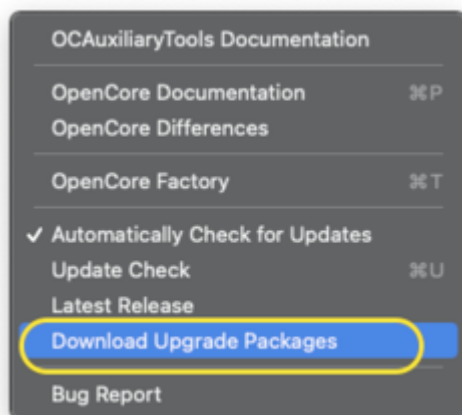 OCAuxiliaryTools Documentation
OpenCore Documentation ⌘P
OpenCore Differences
OpenCore Factory ⌘T
✓ Automatically Check for Updates
Update Check ⌘U
Latest Release
Download Upgrade Packages
Bug Report